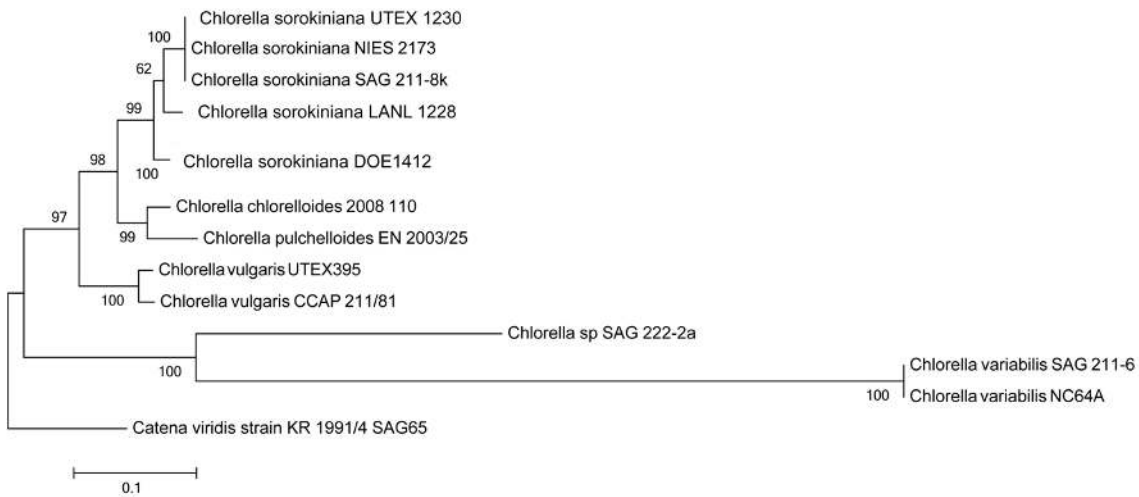 Chlorella sorokiniana UTEX 1230
100
Chlorella sorokiniana NIES 2173
62
Chlorella sorokiniana SAG 211-8k
99
Chlorella sorokiniana LANL 1228
98
Chlorella sorokiniana DOE1412
100
Chlorella chlorelloides 2008 110
97
99
Chlorella pulchelloides EN 2003/25
Chlorella vulgaris UTEX395
100
Chlorella vulgaris CCAP 211/81
Chlorella sp SAG 222-2a
100
Chlorella variabilis SAG 211-6
100
Chlorella variabilis NC64A
Catena viridis strain KR 1991/4 SAG65
0.1